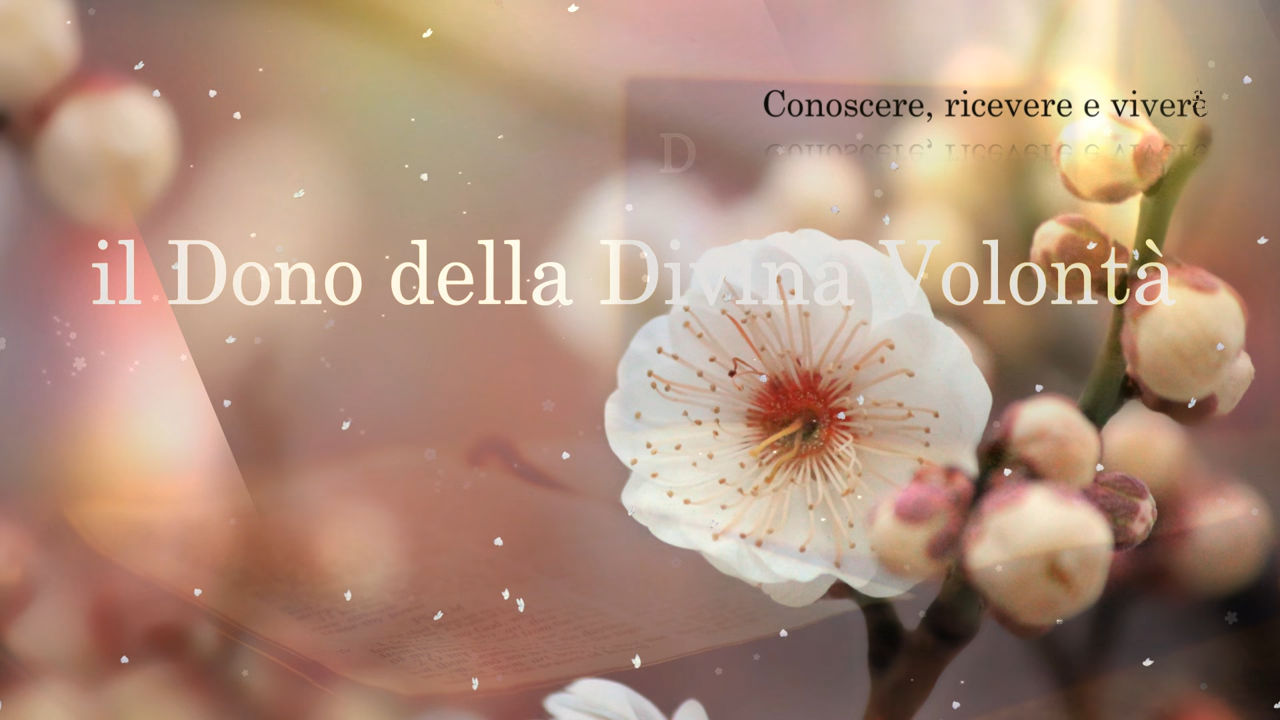 Conoscere, ricevere e vivere
D
il Dono della Divina Volontà